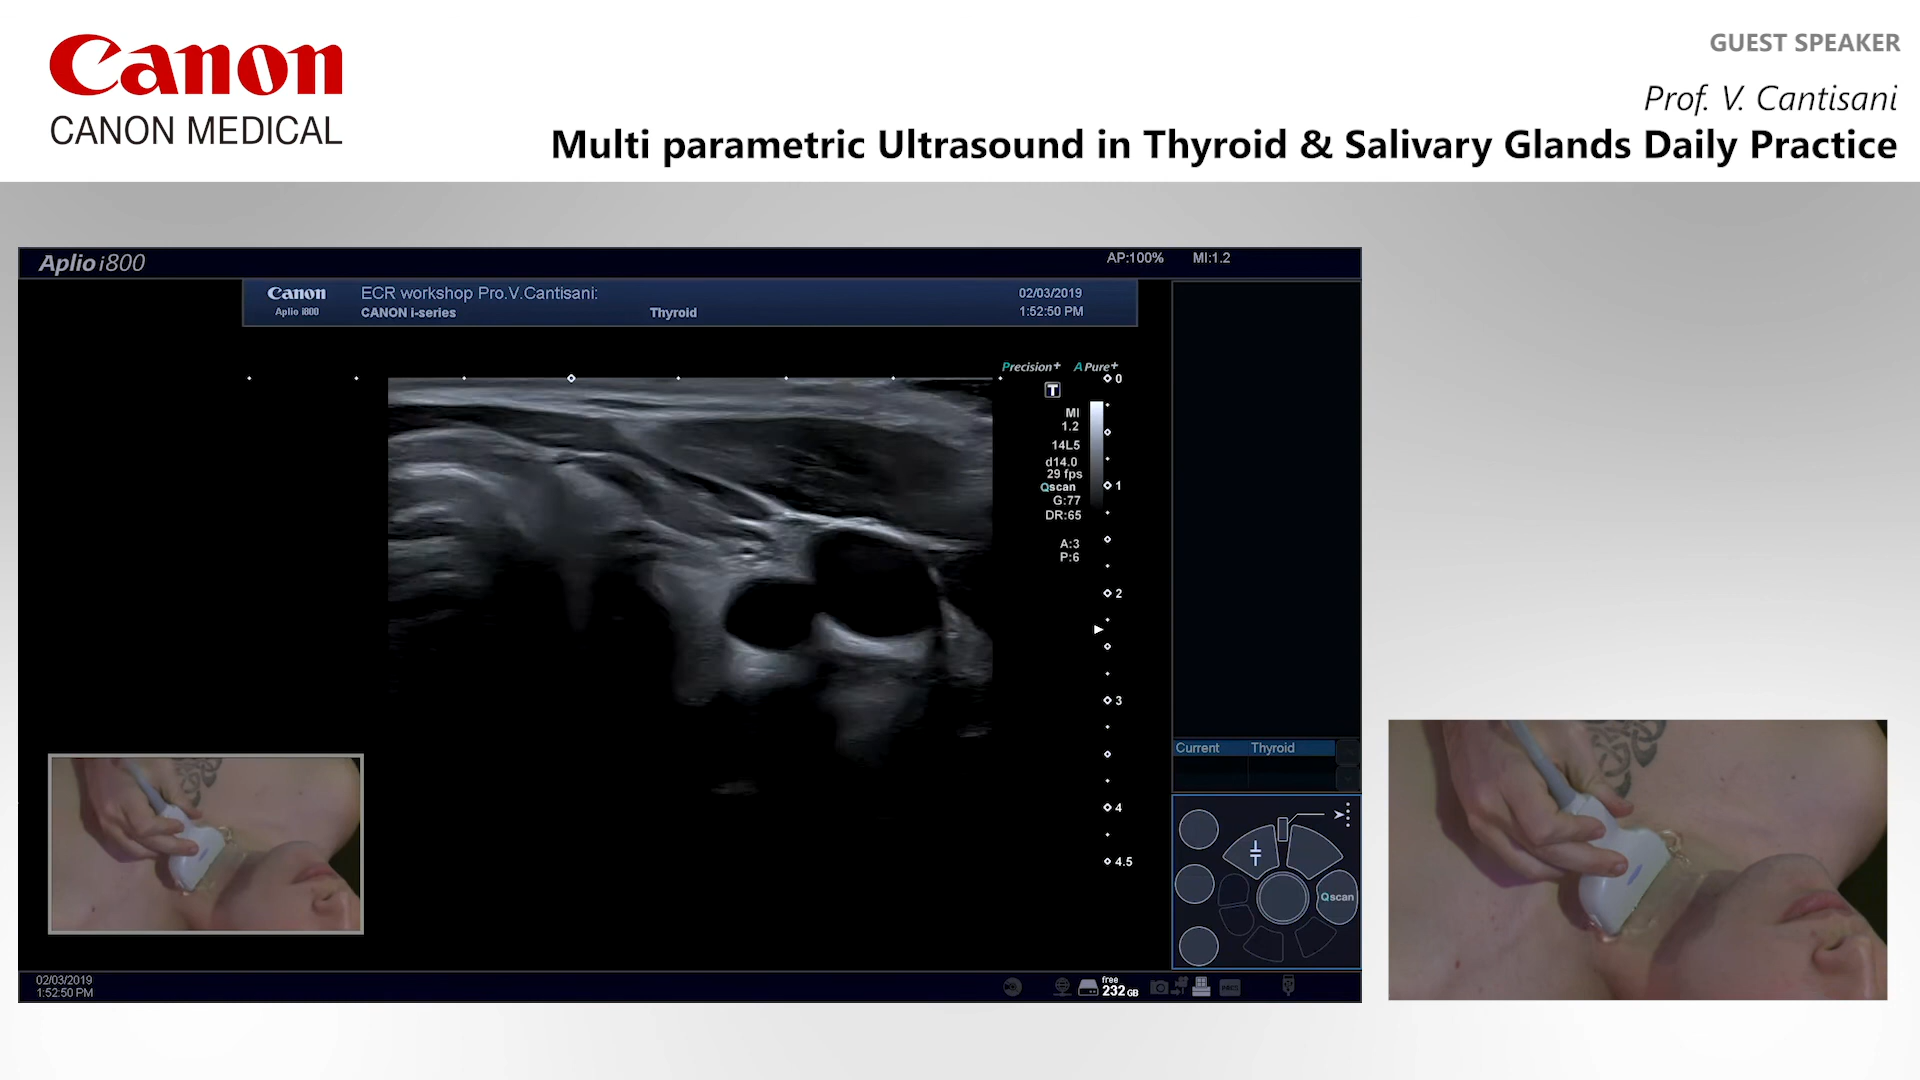 Canon
CANON MEDICAL
GUEST SPEAKER
Prof. V. Cantisani
Multi parametric Ultrasound in Thyroid & Salivary Glands Daily Practice
Aplio i800
AP:100% MI:1.2
Canon
Aplio i800
ECR workshop Pro.V.Cantisani:
CANON i-series
Thyroid
02/03/2019
1:52:50 PM
Precision+ APure+
T
MI
1.2
14L5
d14.0
29 fps
Qscan
G:77
DR:65
A:3
P:6
0
1
2
3
4
4.5
Current Thyroid
Qscan
02/03/2019
1:52:50 PM
free
232 GB